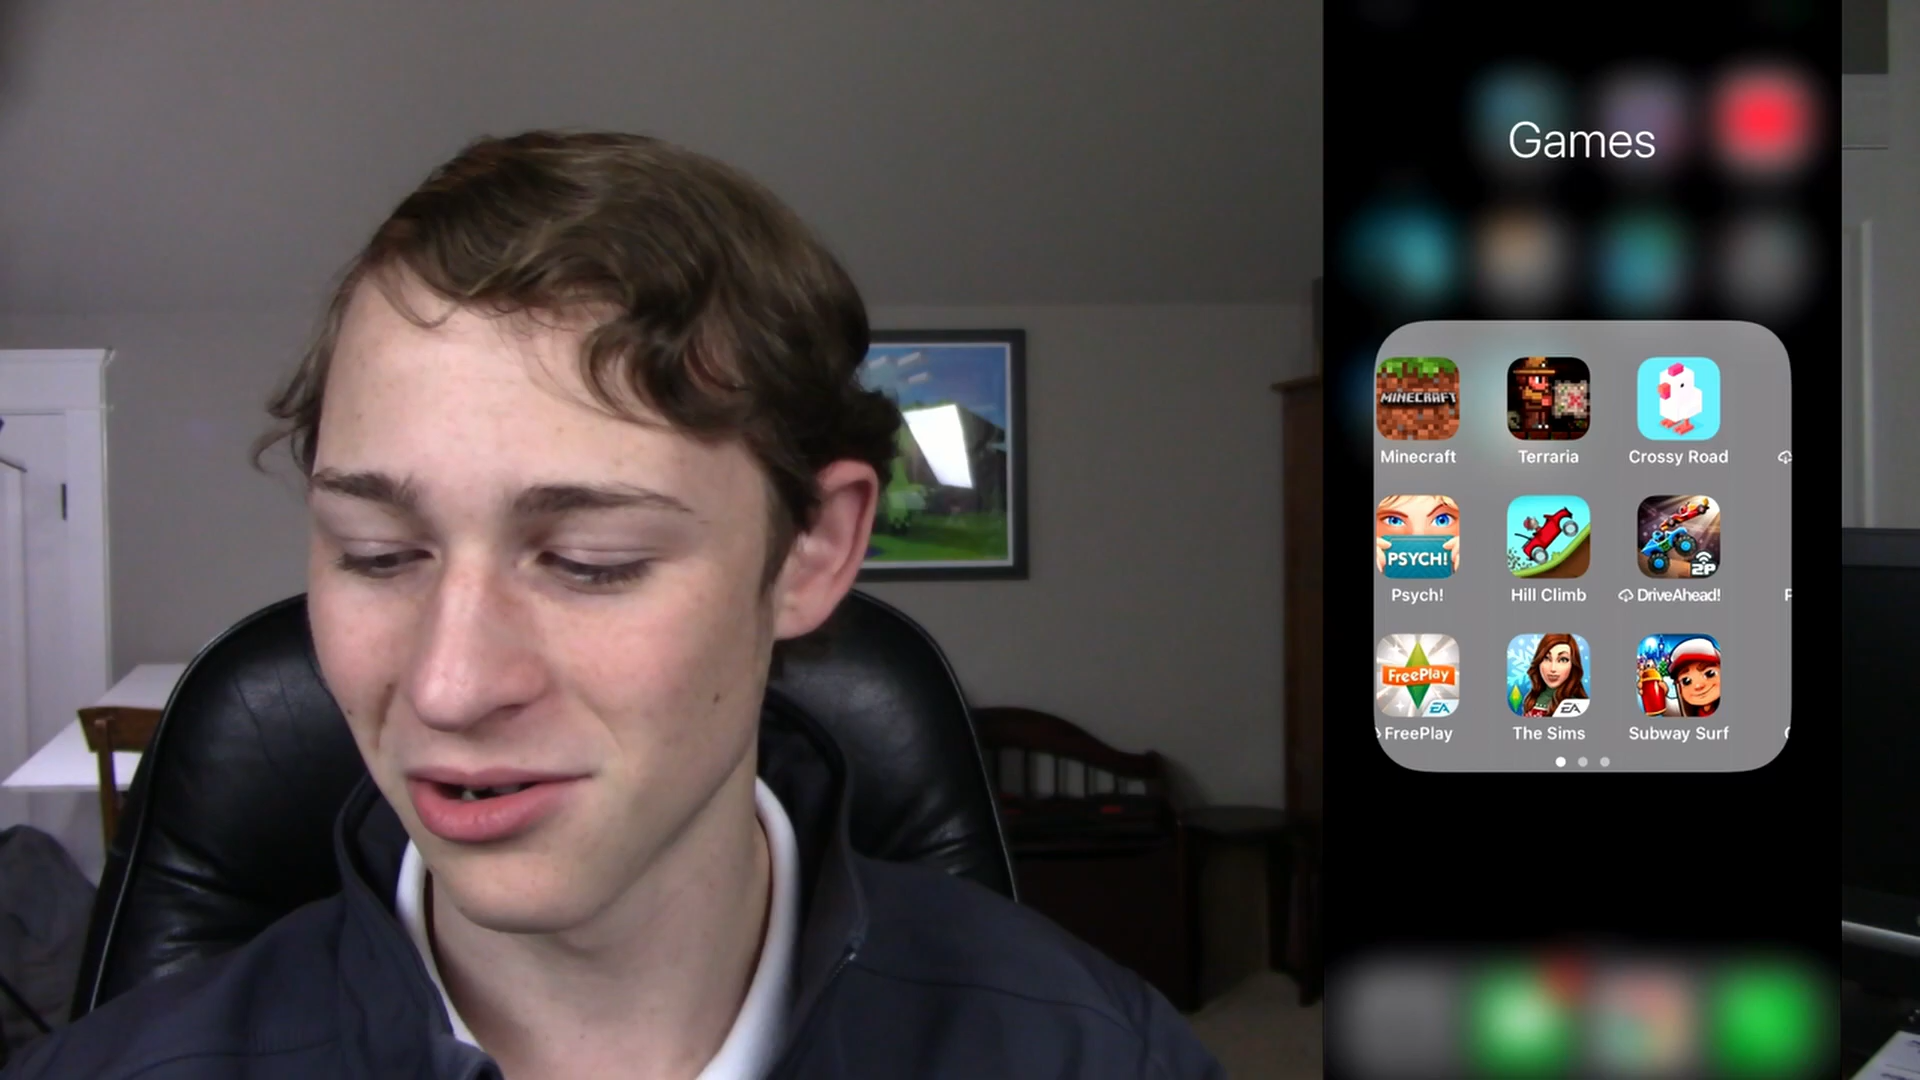 Games
MINECRAFT
Minecraft
Terraria
Crossy Road
PSYCH!
Psych!
Hill Climb
2P
DriveAhead!
P
FreePlay
EA
EA
FreePlay
The Sims
Subway Surf